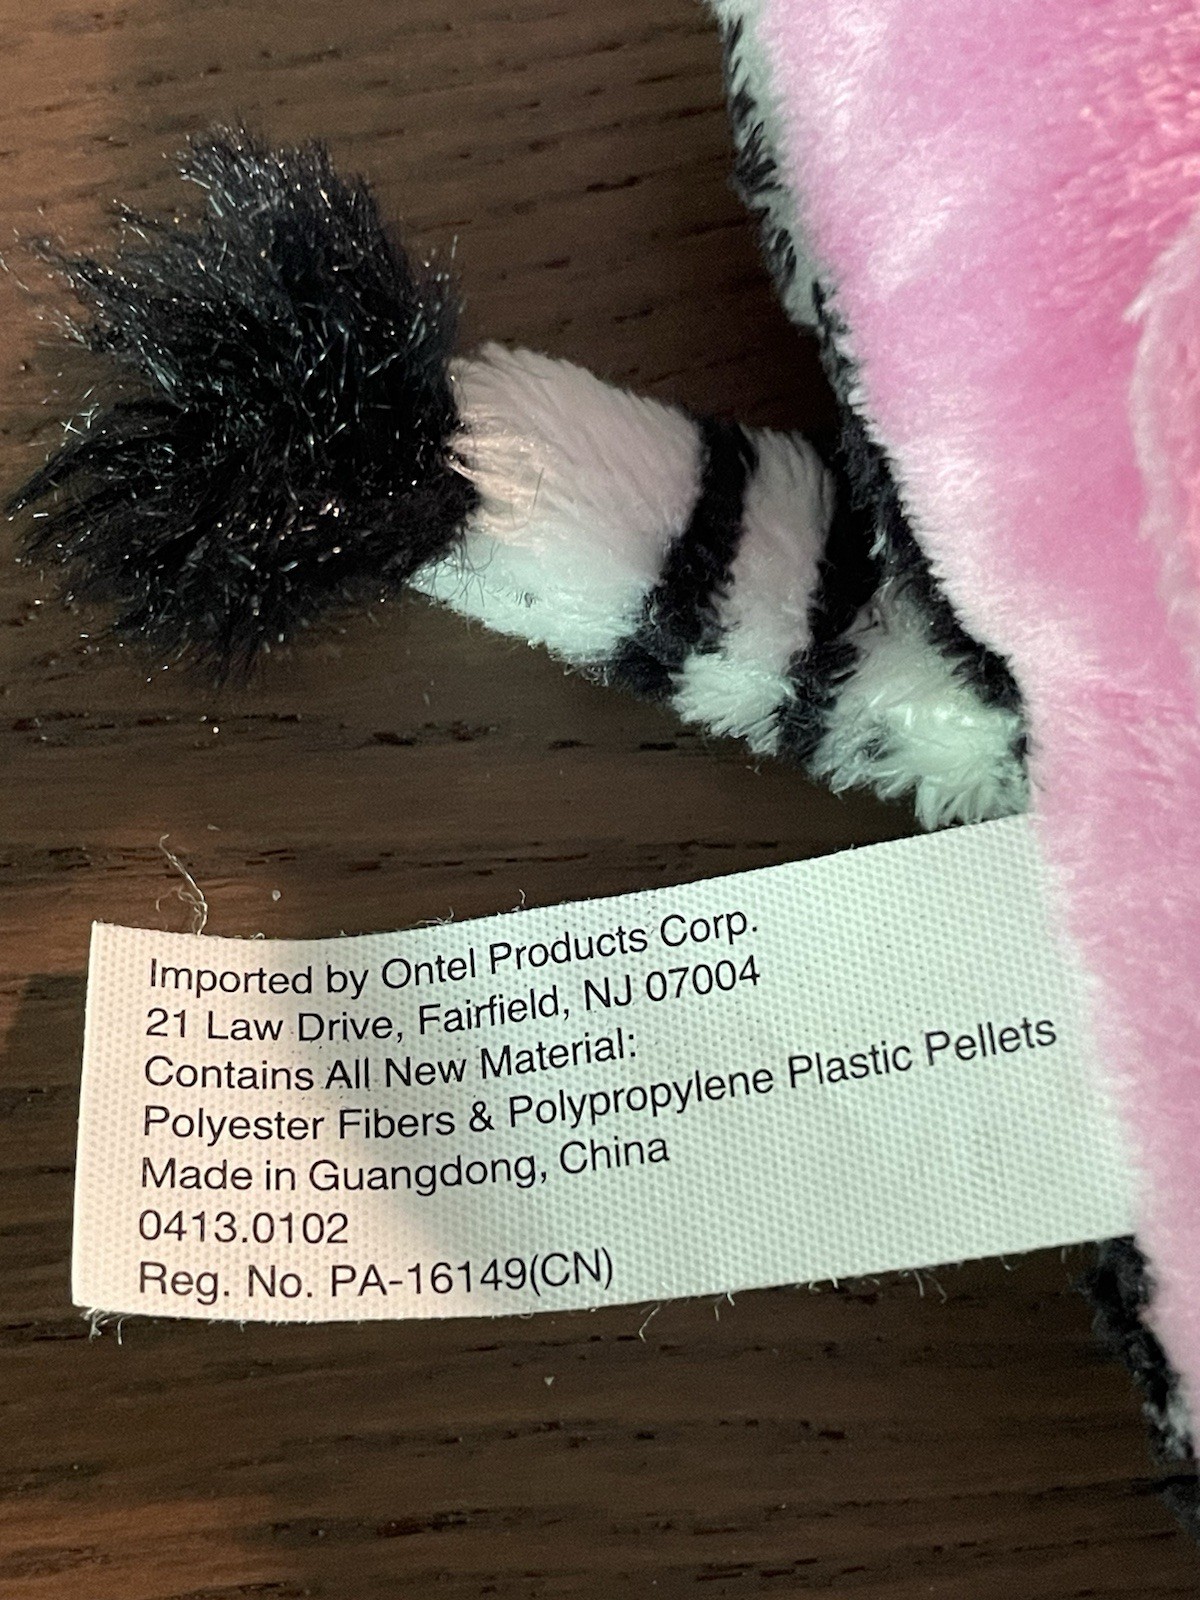 Imported by Ontel Products Corp.
21 Law Drive, Fairfield, NJ 07004
Contains All New Material:
Polyester Fibers & Polypropylene Plastic Pellets
Made in Guangdong, China
0413.0102
Reg. No. PA-16149(CN)